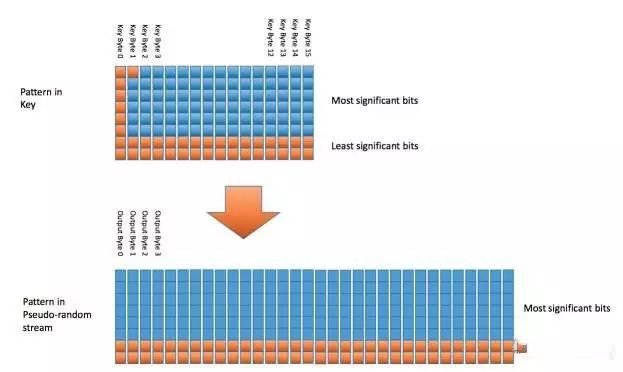 Key Byte 0
Key Byte 1
Key Byte 2
Key Byte 3
Key Byte 12
Key Byte 13
Key Byte 14
Key Byte 15
Pattern in
Key
Most significant bits
Least significant bits
Output Byte 0
Output Byte 1
Output Byte 2
Output Byte 3
Pattern in
Pseudo-random
stream
Most significant bits